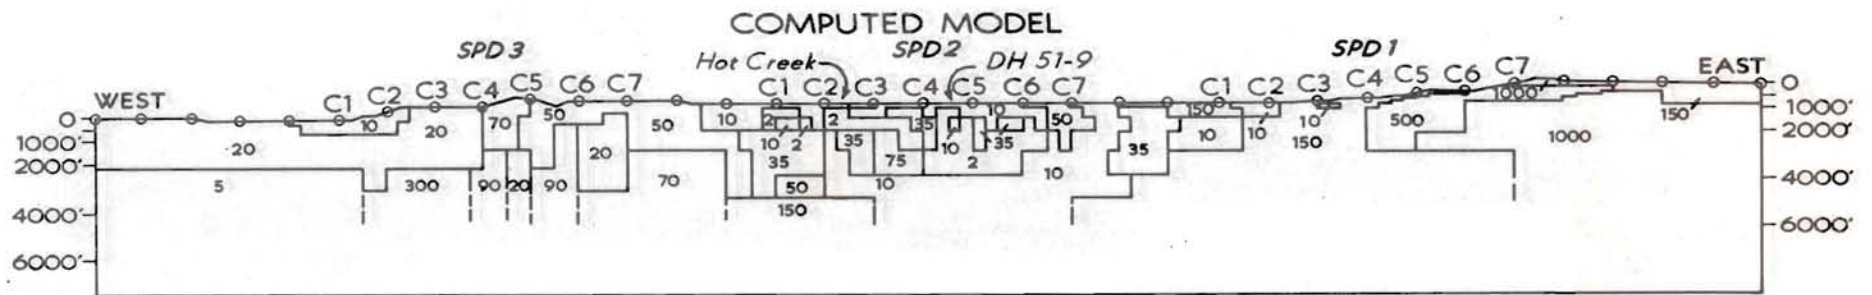 COMPUTED MODEL
SPD 3
SPD2
SPD 1
Hot Creek
DH 51-9
WEST
C1 C2 C3 C4 C5 C6 C7
C1 C2 C3 C4 C5 C6 C7
C1 C2 C3 C4 C5 C6 C7
EAST
0
1000'
2000'
4000'
6000'
0
1000'
2000'
4000'
6000'
10 20 70 50 50 10 2 2 35 10 50 150 10 500 1000' 150'
20 20 10 2 35 75 10 2 35 10 35 10 10 150 1000
5 300 90 20 90 70 35 50 150 10